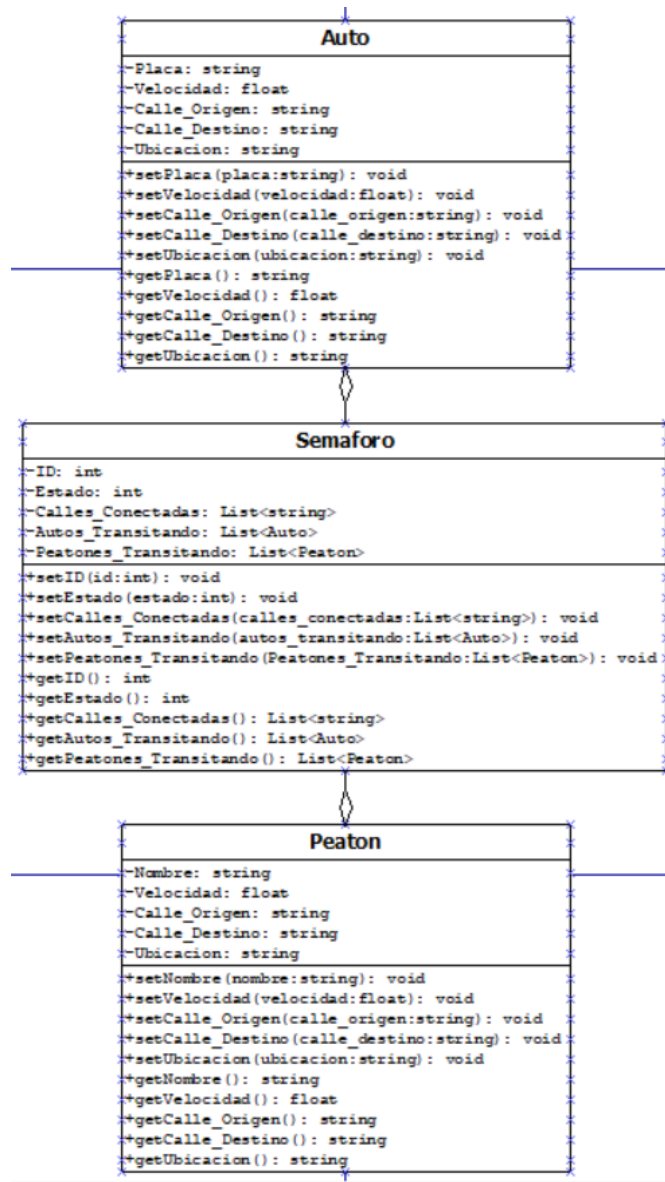 Auto
-Placa: string
-Velocidad: float
-Calle_Origen: string
-Calle_Destino: string
-Ubicacion: string
+setPlaca(placa:string): void
+setVelocidad(velocidad:float): void
+setCalle_Origen(calle_origen:string): void
+setCalle_Destino(calle_destino:string): void
+setUbicacion(ubicacion:string): void
+getPlaca(): string
+getVelocidad(): float
+getCalle_Origen(): string
+getCalle_Destino(): string
+getUbicacion(): string
Semaforo
-ID: int
-Estado: int
-Calles_Conectadas: List<string>
-Autos_Transitando: List<Auto>
-Peatones_Transitando: List<Peaton>
+setID(id:int): void
+setEstado(estado:int): void
+setCalles_Conectadas(calles_conectadas:List<string>): void
+setAutos_Transitando(autos_transitando:List<Auto>): void
+setPeatones_Transitando(Peatones_Transitando:List<Peaton>): void
+getID(): int
+getEstado(): int
+getCalles_Conectadas(): List<string>
+getAutos_Transitando(): List<Auto>
+getPeatones_Transitando(): List<Peaton>
Peaton
-Nombre: string
-Velocidad: float
-Calle_Origen: string
-Calle_Destino: string
-Ubicacion: string
+setNombre(nombre:string): void
+setVelocidad(velocidad:float): void
+setCalle_Origen(calle_origen:string): void
+setCalle_Destino(calle_destino:string): void
+setUbicacion(ubicacion:string): void
+getNombre(): string
+getVelocidad(): float
+getCalle_Origen(): string
+getCalle_Destino(): string
+getUbicacion(): string